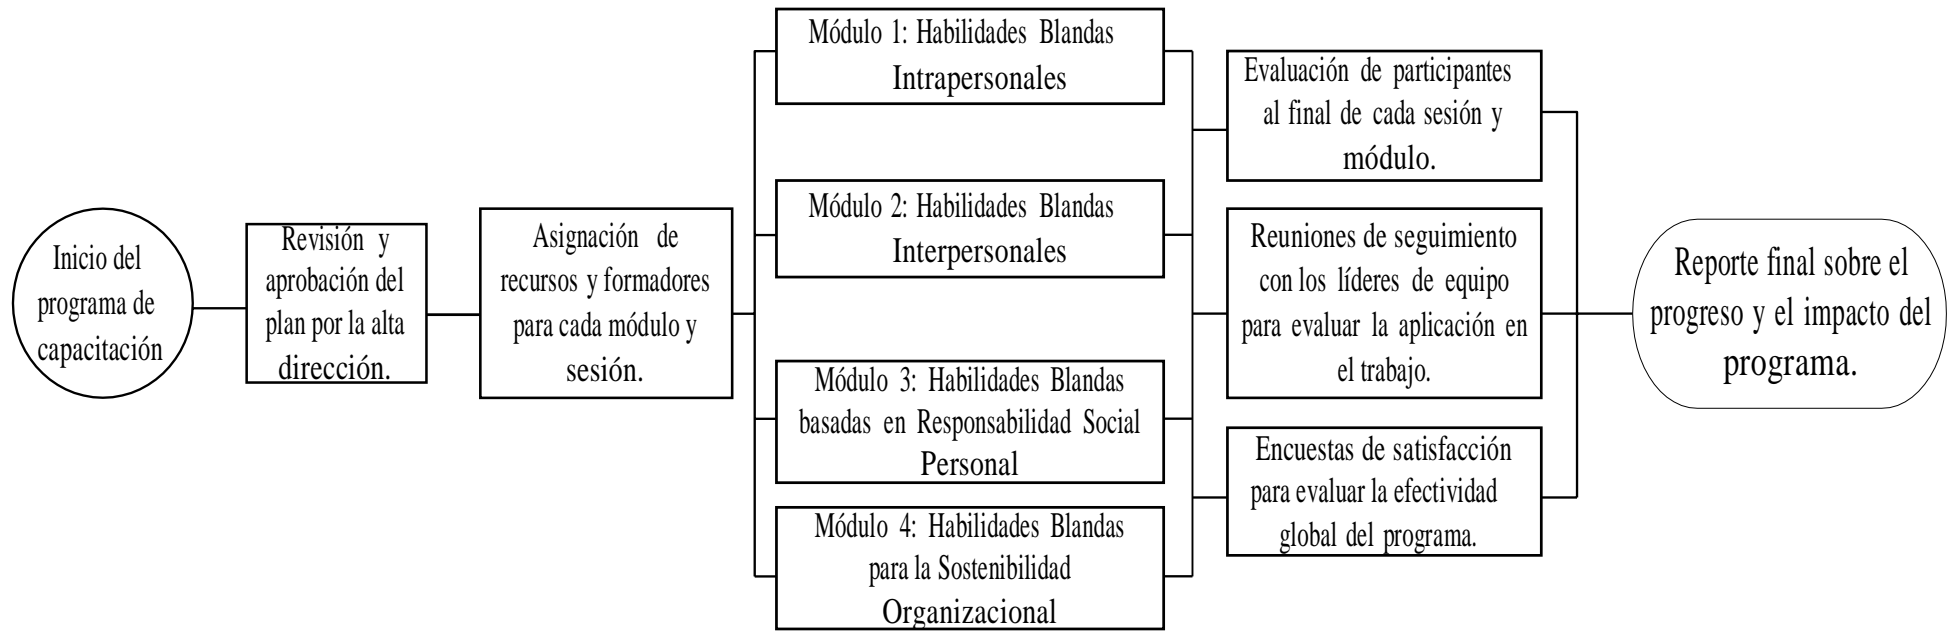 Inicio del
programa de
capacitación
Revisión y
aprobación del
plan por la alta
dirección.
Asignación de
recursos y formadores
para cada módulo y
sesión.
Módulo 1: Habilidades Blandas
Intrapersonales
Módulo 2: Habilidades Blandas
Interpersonales
Módulo 3: Habilidades Blandas
basadas en Responsabilidad Social
Personal
Módulo 4: Habilidades Blandas
para la Sostenibilidad
Organizacional
Evaluación de participantes
al final de cada sesión y
módulo.
Reuniones de seguimiento
con los líderes de equipo
para evaluar la aplicación en
el trabajo.
Encuestas de satisfacción
para evaluar la efectividad
global del programa.
Reporte final sobre el
progreso y el impacto del
programa.